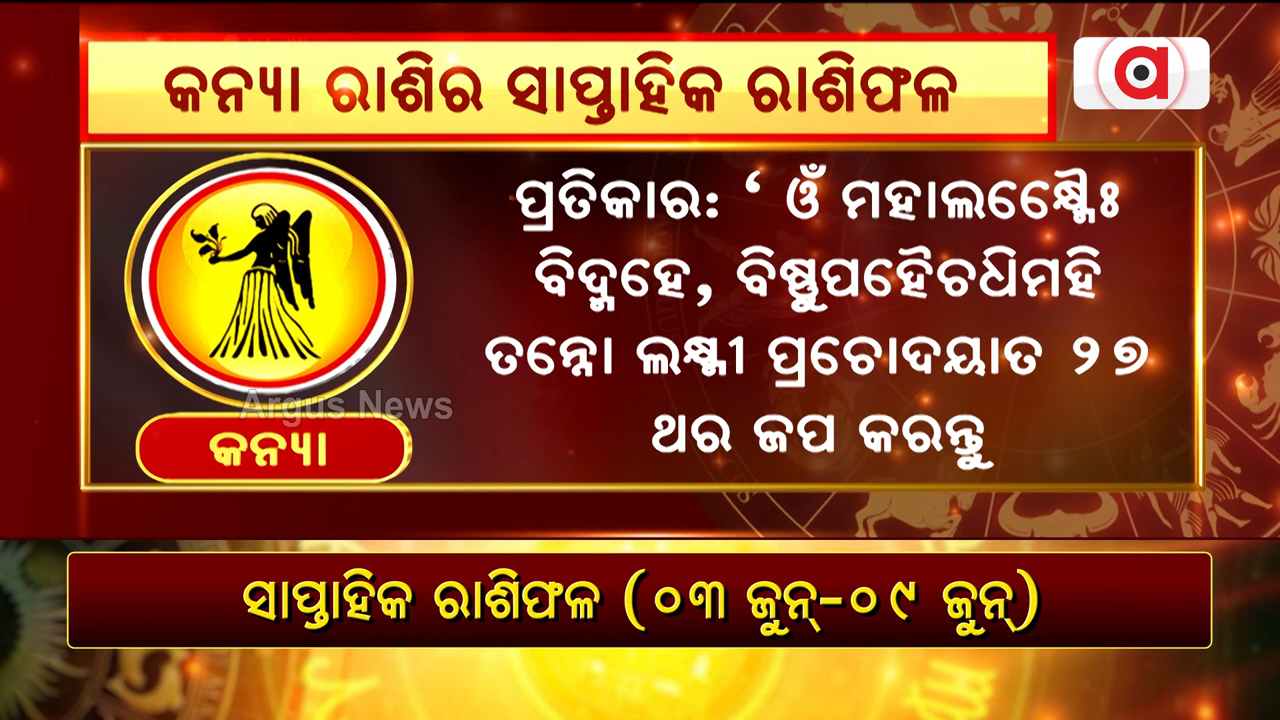 କନ୍ୟା ରାଶିର ସାପ୍ତାହିକ ରାଶିଫଳ
ପ୍ରତିକାର: ‘ ଓଁ ମହାଲକ୍ଷ୍ମୈଃ
ବିଦ୍ମହେ, ବିଷ୍ଣୁପହୈଚଧିମହି
ତନ୍ନୋ ଲକ୍ଷ୍ମୀ ପ୍ରଚୋଦୟାତ ୨୭
ଥର ଜପ କରନ୍ତୁ
Argus News
କନ୍ୟା
ସାପ୍ତାହିକ ରାଶିଫଳ (୦୩ ଜୁନ୍-୦୯ ଜୁନ୍)